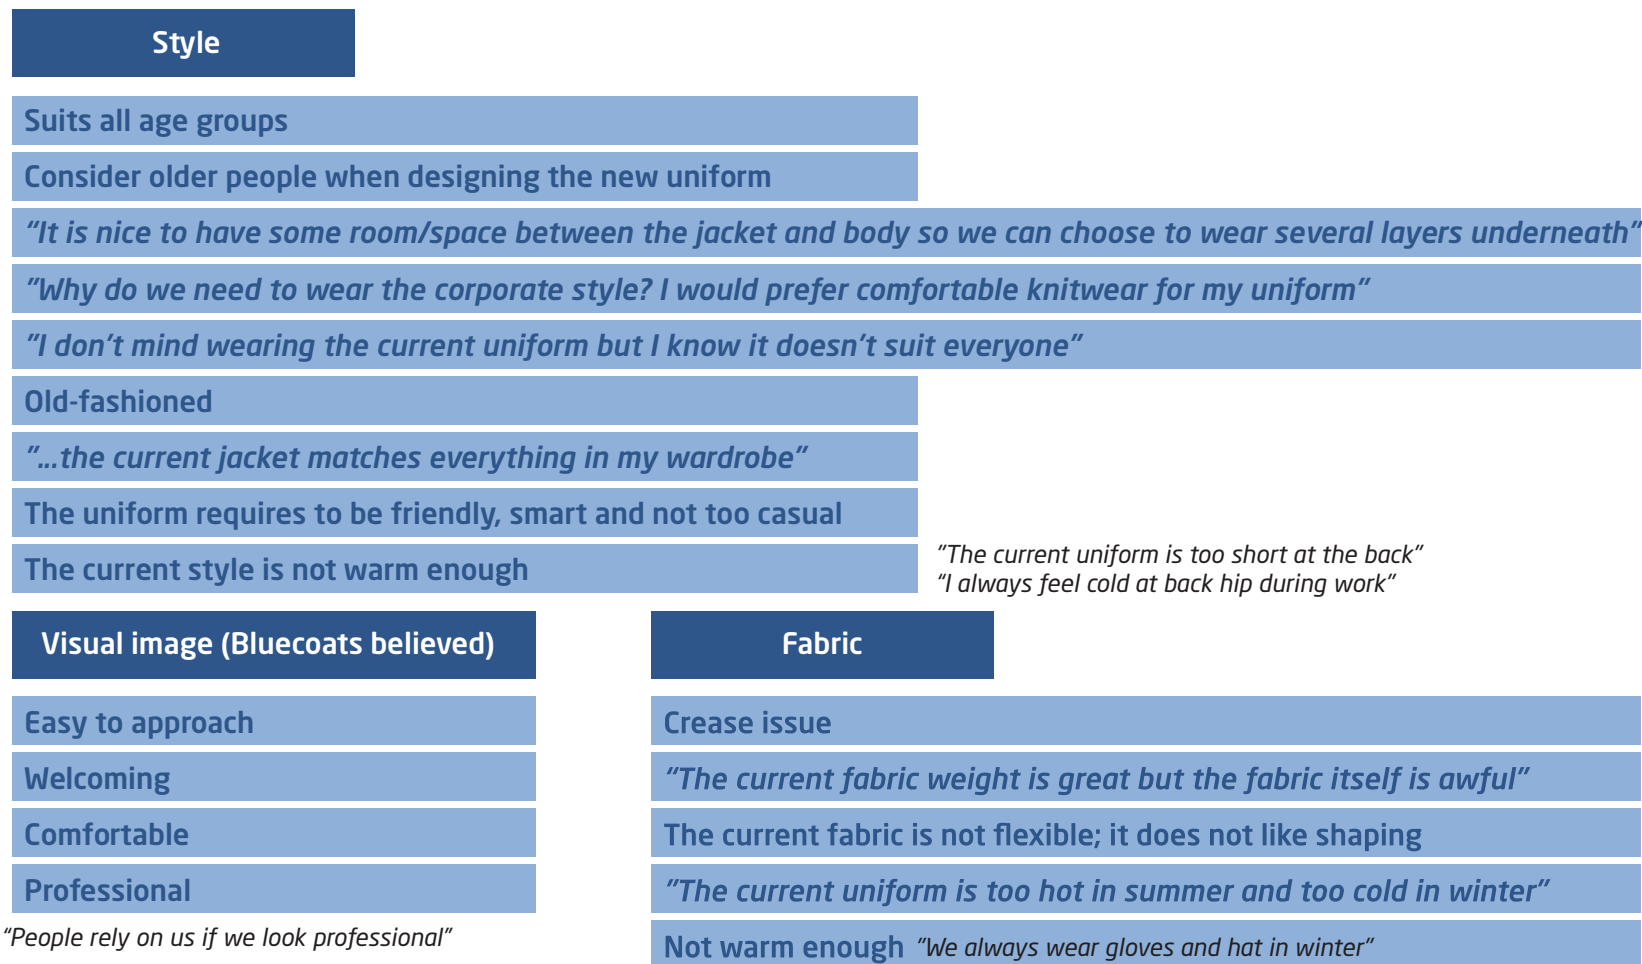 Style
Suits all age groups
Consider older people when designing the new uniform
"It is nice to have some room/space between the jacket and body so we can choose to wear several layers underneath"
"Why do we need to wear the corporate style? I would prefer comfortable knitwear for my uniform"
"I don't mind wearing the current uniform but I know it doesn't suit everyone"
Old-fashioned
"...the current jacket matches everything in my wardrobe"
The uniform requires to be friendly, smart and not too casual
The current style is not warm enough
"The current uniform is too short at the back"
"I always feel cold at back hip during work"
Visual image (Bluecoats believed)
Easy to approach
Welcoming
Comfortable
Professional
"People rely on us if we look professional"
Fabric
Crease issue
"The current fabric weight is great but the fabric itself is awful"
The current fabric is not flexible; it does not like shaping
"The current uniform is too hot in summer and too cold in winter"
Not warm enough "We always wear gloves and hat in winter"